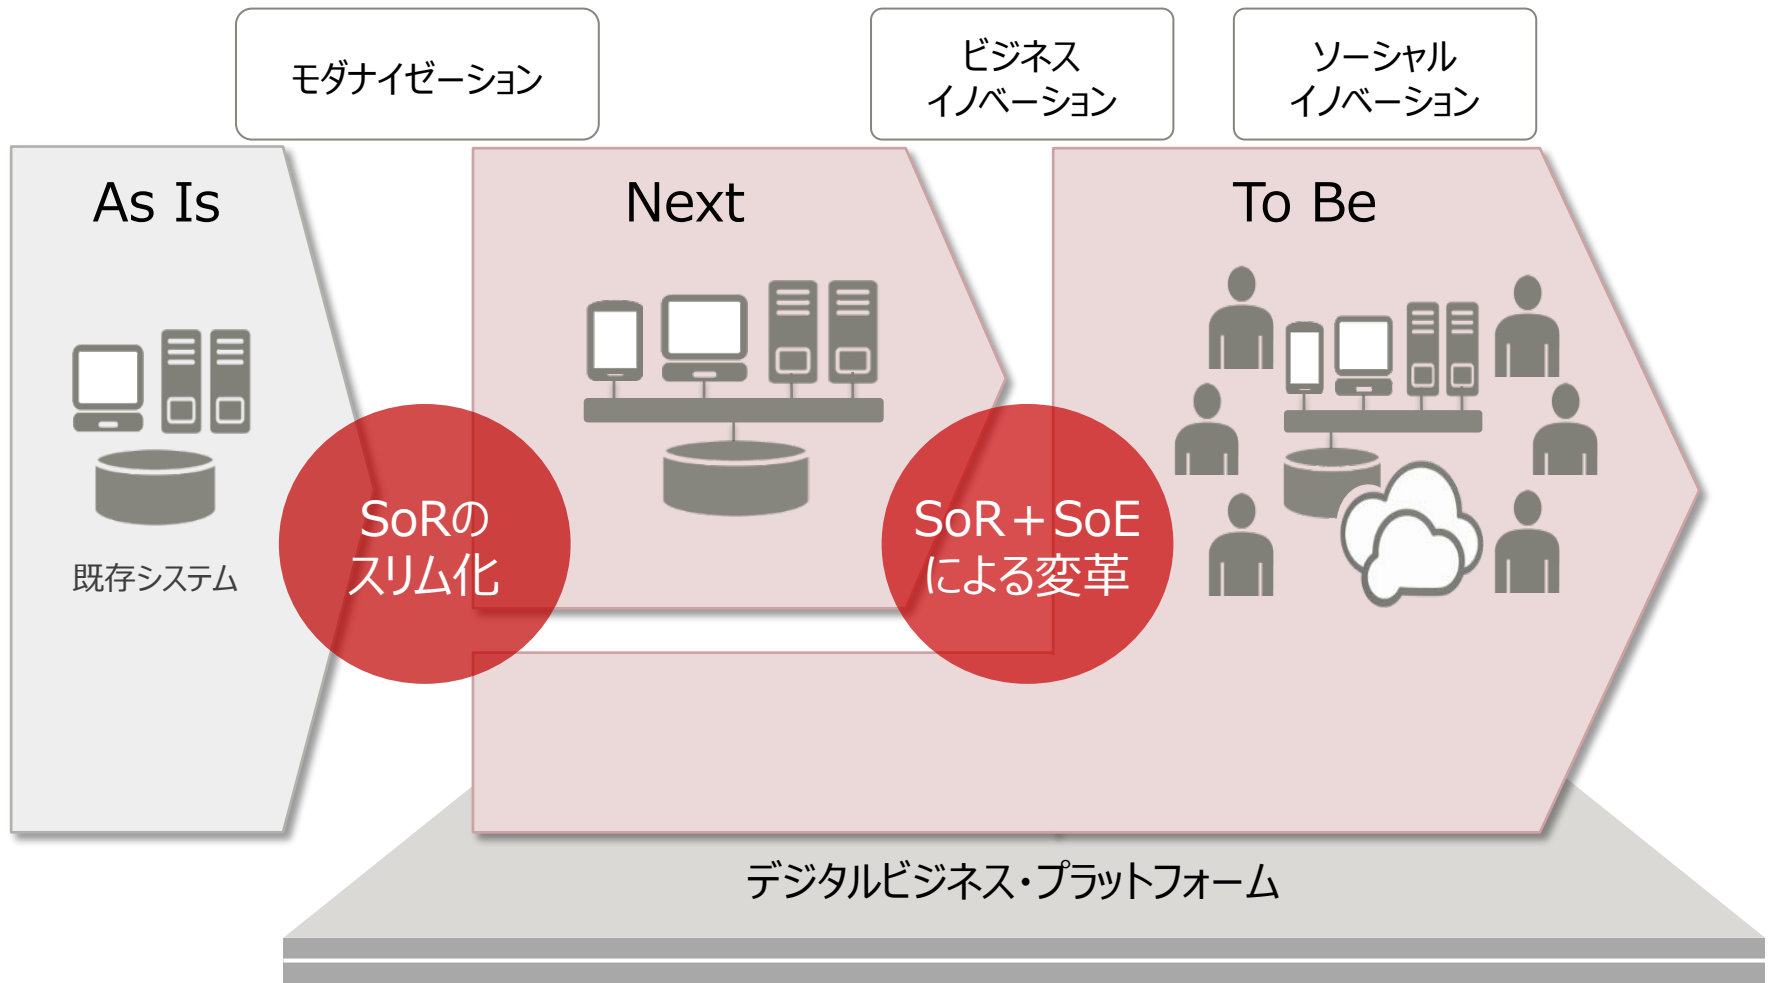 モダナイゼーション
ビジネス
イノベーション
ソーシャル
イノベーション
As Is
Next
To Be
既存システム
SoRの
スリム化
SoR＋SoE
による変革
デジタルビジネス・プラットフォーム